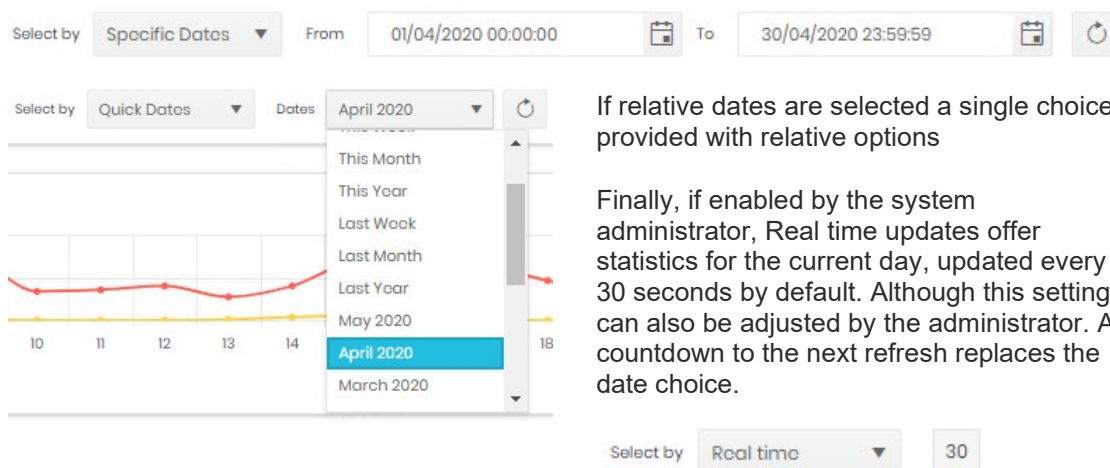 Select by Specific Dates From 01/04/2020 00:00:00 To 30/04/2020 23:59:59
Select by Quick Dates Dates April 2020
This Month
This Year
Last Week
Last Month
Last Year
May 2020
April 2020
March 2020
10 11 12 13 14 18
If relative dates are selected a single choice
provided with relative options
Finally, if enabled by the system
administrator, Real time updates offer
statistics for the current day, updated every
30 seconds by default. Although this setting
can also be adjusted by the administrator. A
countdown to the next refresh replaces the
date choice.
Select by Real time 30